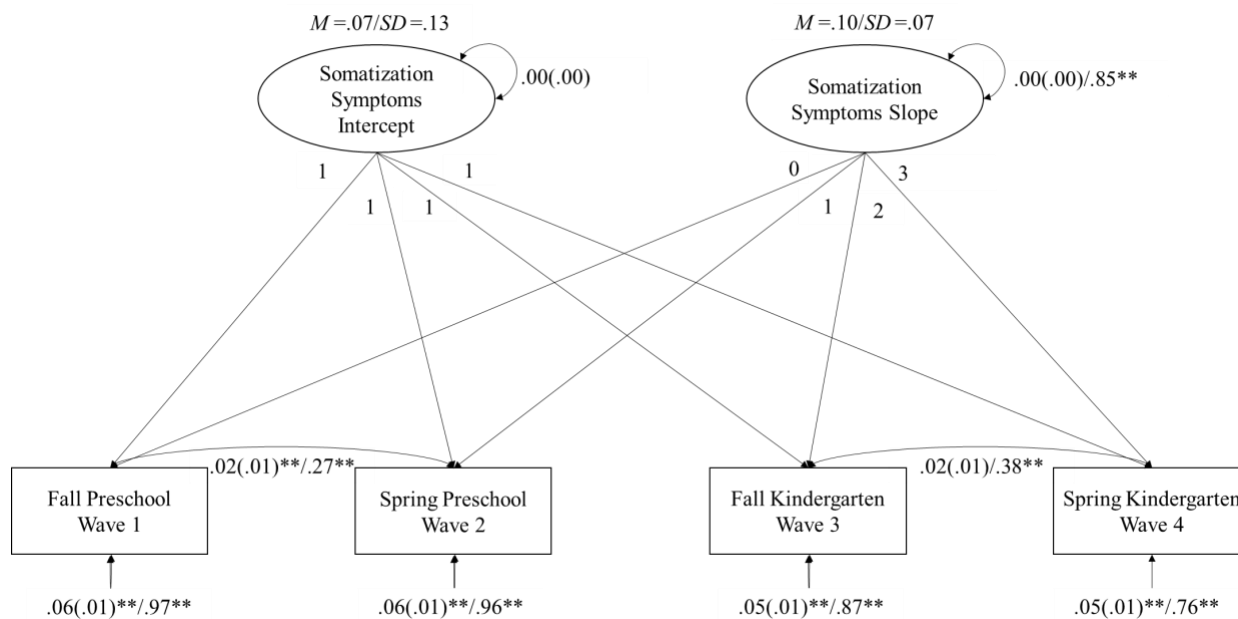 M =.07/SD =.13
M =.10/SD =.07
Somatization
Symptoms
Intercept
.00(.00)
Somatization
Symptoms Slope
.00(.00)/.85**
1
1
1
1
0
1
2
3
.02(.01)**/.27**
.02(.01)/.38**
Fall Preschool
Wave 1
Spring Preschool
Wave 2
Fall Kindergarten
Wave 3
Spring Kindergarten
Wave 4
.06(.01)**/.97**
.06(.01)**/.96**
.05(.01)**/.87**
.05(.01)**/.76**